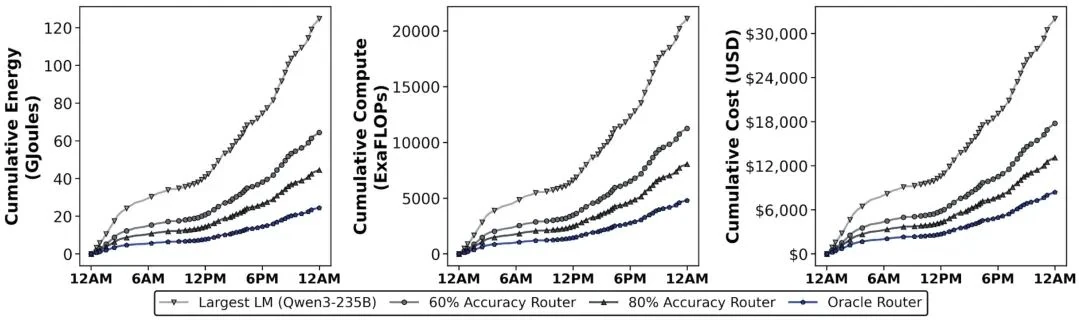 Cumulative Energy
(GJoules)
120
100
80
60
40
20
0
12AM 6AM 12PM 6PM 12AM
Cumulative Compute
(ExaFLOPs)
20000
15000
10000
5000
0
12AM 6AM 12PM 6PM 12AM
Cumulative Cost (USD)
$30,000
$24,000
$18,000
$12,000
$6,000
$0
12AM 6AM 12PM 6PM 12AM
Largest LM (Qwen3-235B) 60% Accuracy Router 80% Accuracy Router Oracle Router